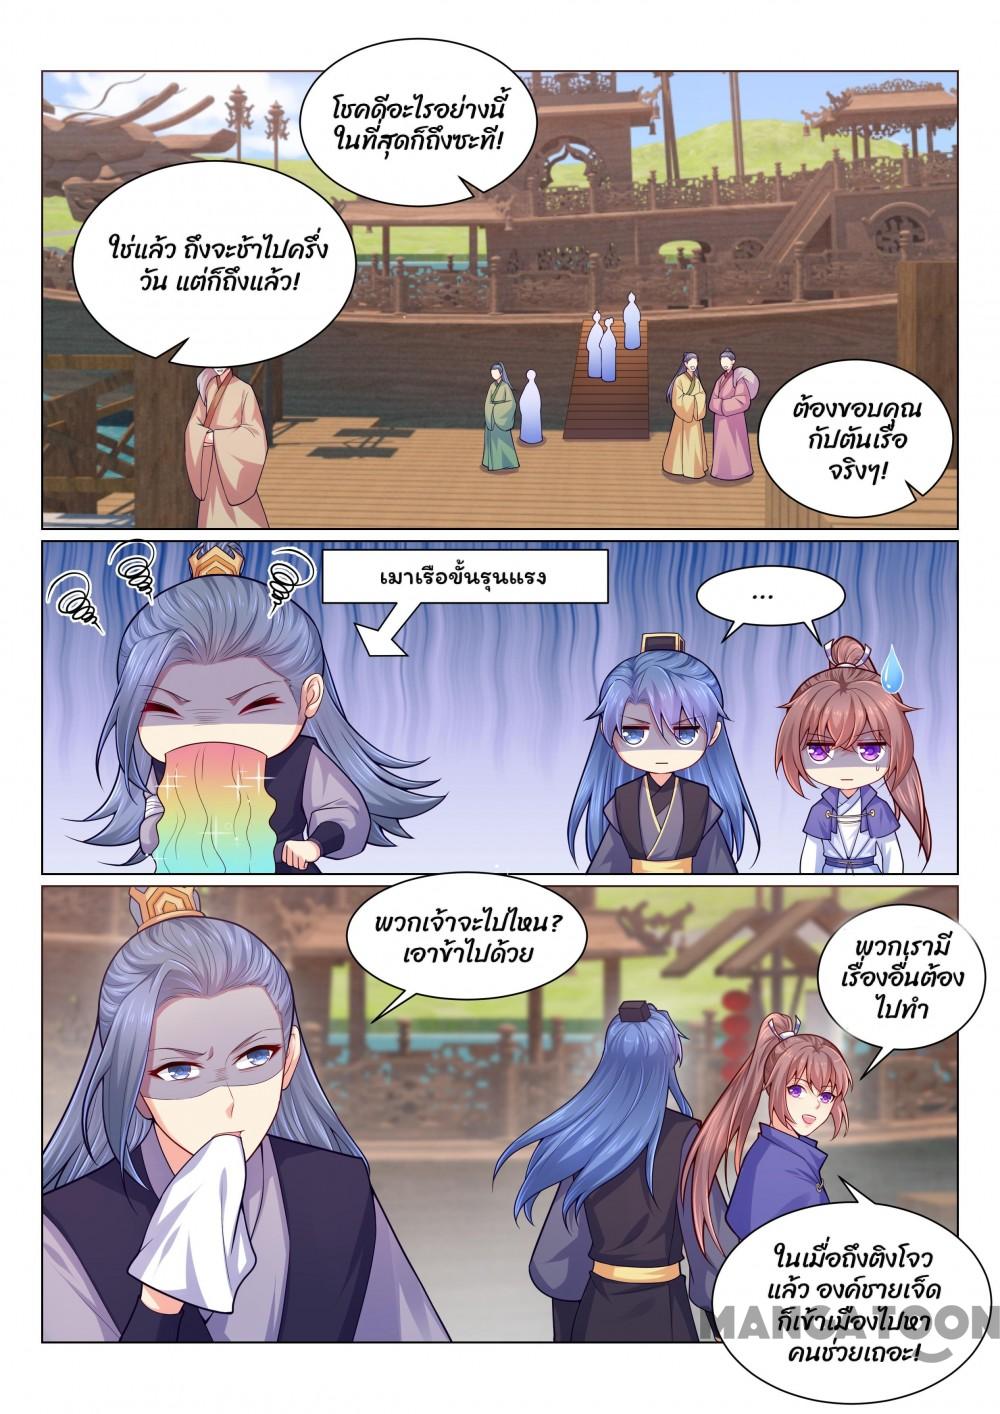 โชคดีอะไรอย่างนี้
ในที่สุดก็ถึงซะที!
ใช่แล้ว ถึงจะช้าไปครึ่ง
วัน แต่ก็ถึงแล้ว!
ต้องขอบคุณ
กัปตันเรือ
จริงๆ!
เมาเรือขั้นรุนแรง
...
พวกเจ้าจะไปไหน?
เอาข้าไปด้วย
พวกเรามี
เรื่องอื่นต้อง
ไปทำ
ในเมื่อถึงติงโจว
แล้ว องค์ชายเจ็ด
ก็เข้าเมืองไปหา
คนช่วยเถอะ!
MANGATOON